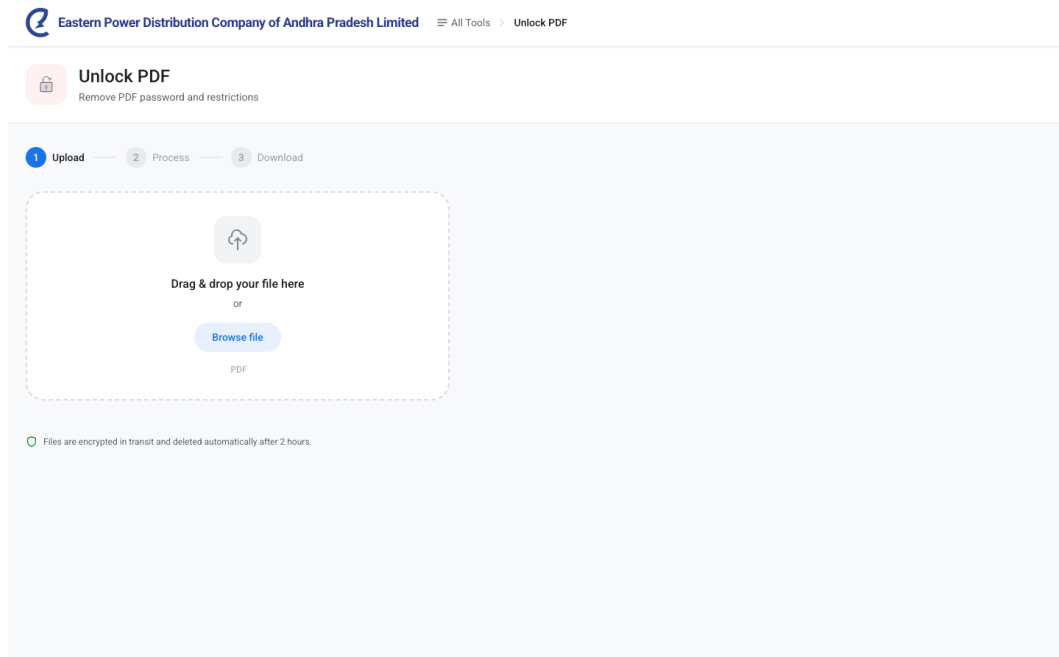 Eastern Power Distribution Company of Andhra Pradesh Limited All Tools > Unlock PDF
Unlock PDF
Remove PDF password and restrictions
1 Upload 2 Process 3 Download
Drag & drop your file here
or
Browse file
.PDF
Files are encrypted in transit and deleted automatically after 2 hours.